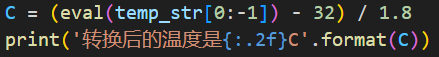 C = (eval(temp_str[0:-1]) - 32) / 1.8
print('转换后的温度是{:.2f}C'.format(C))